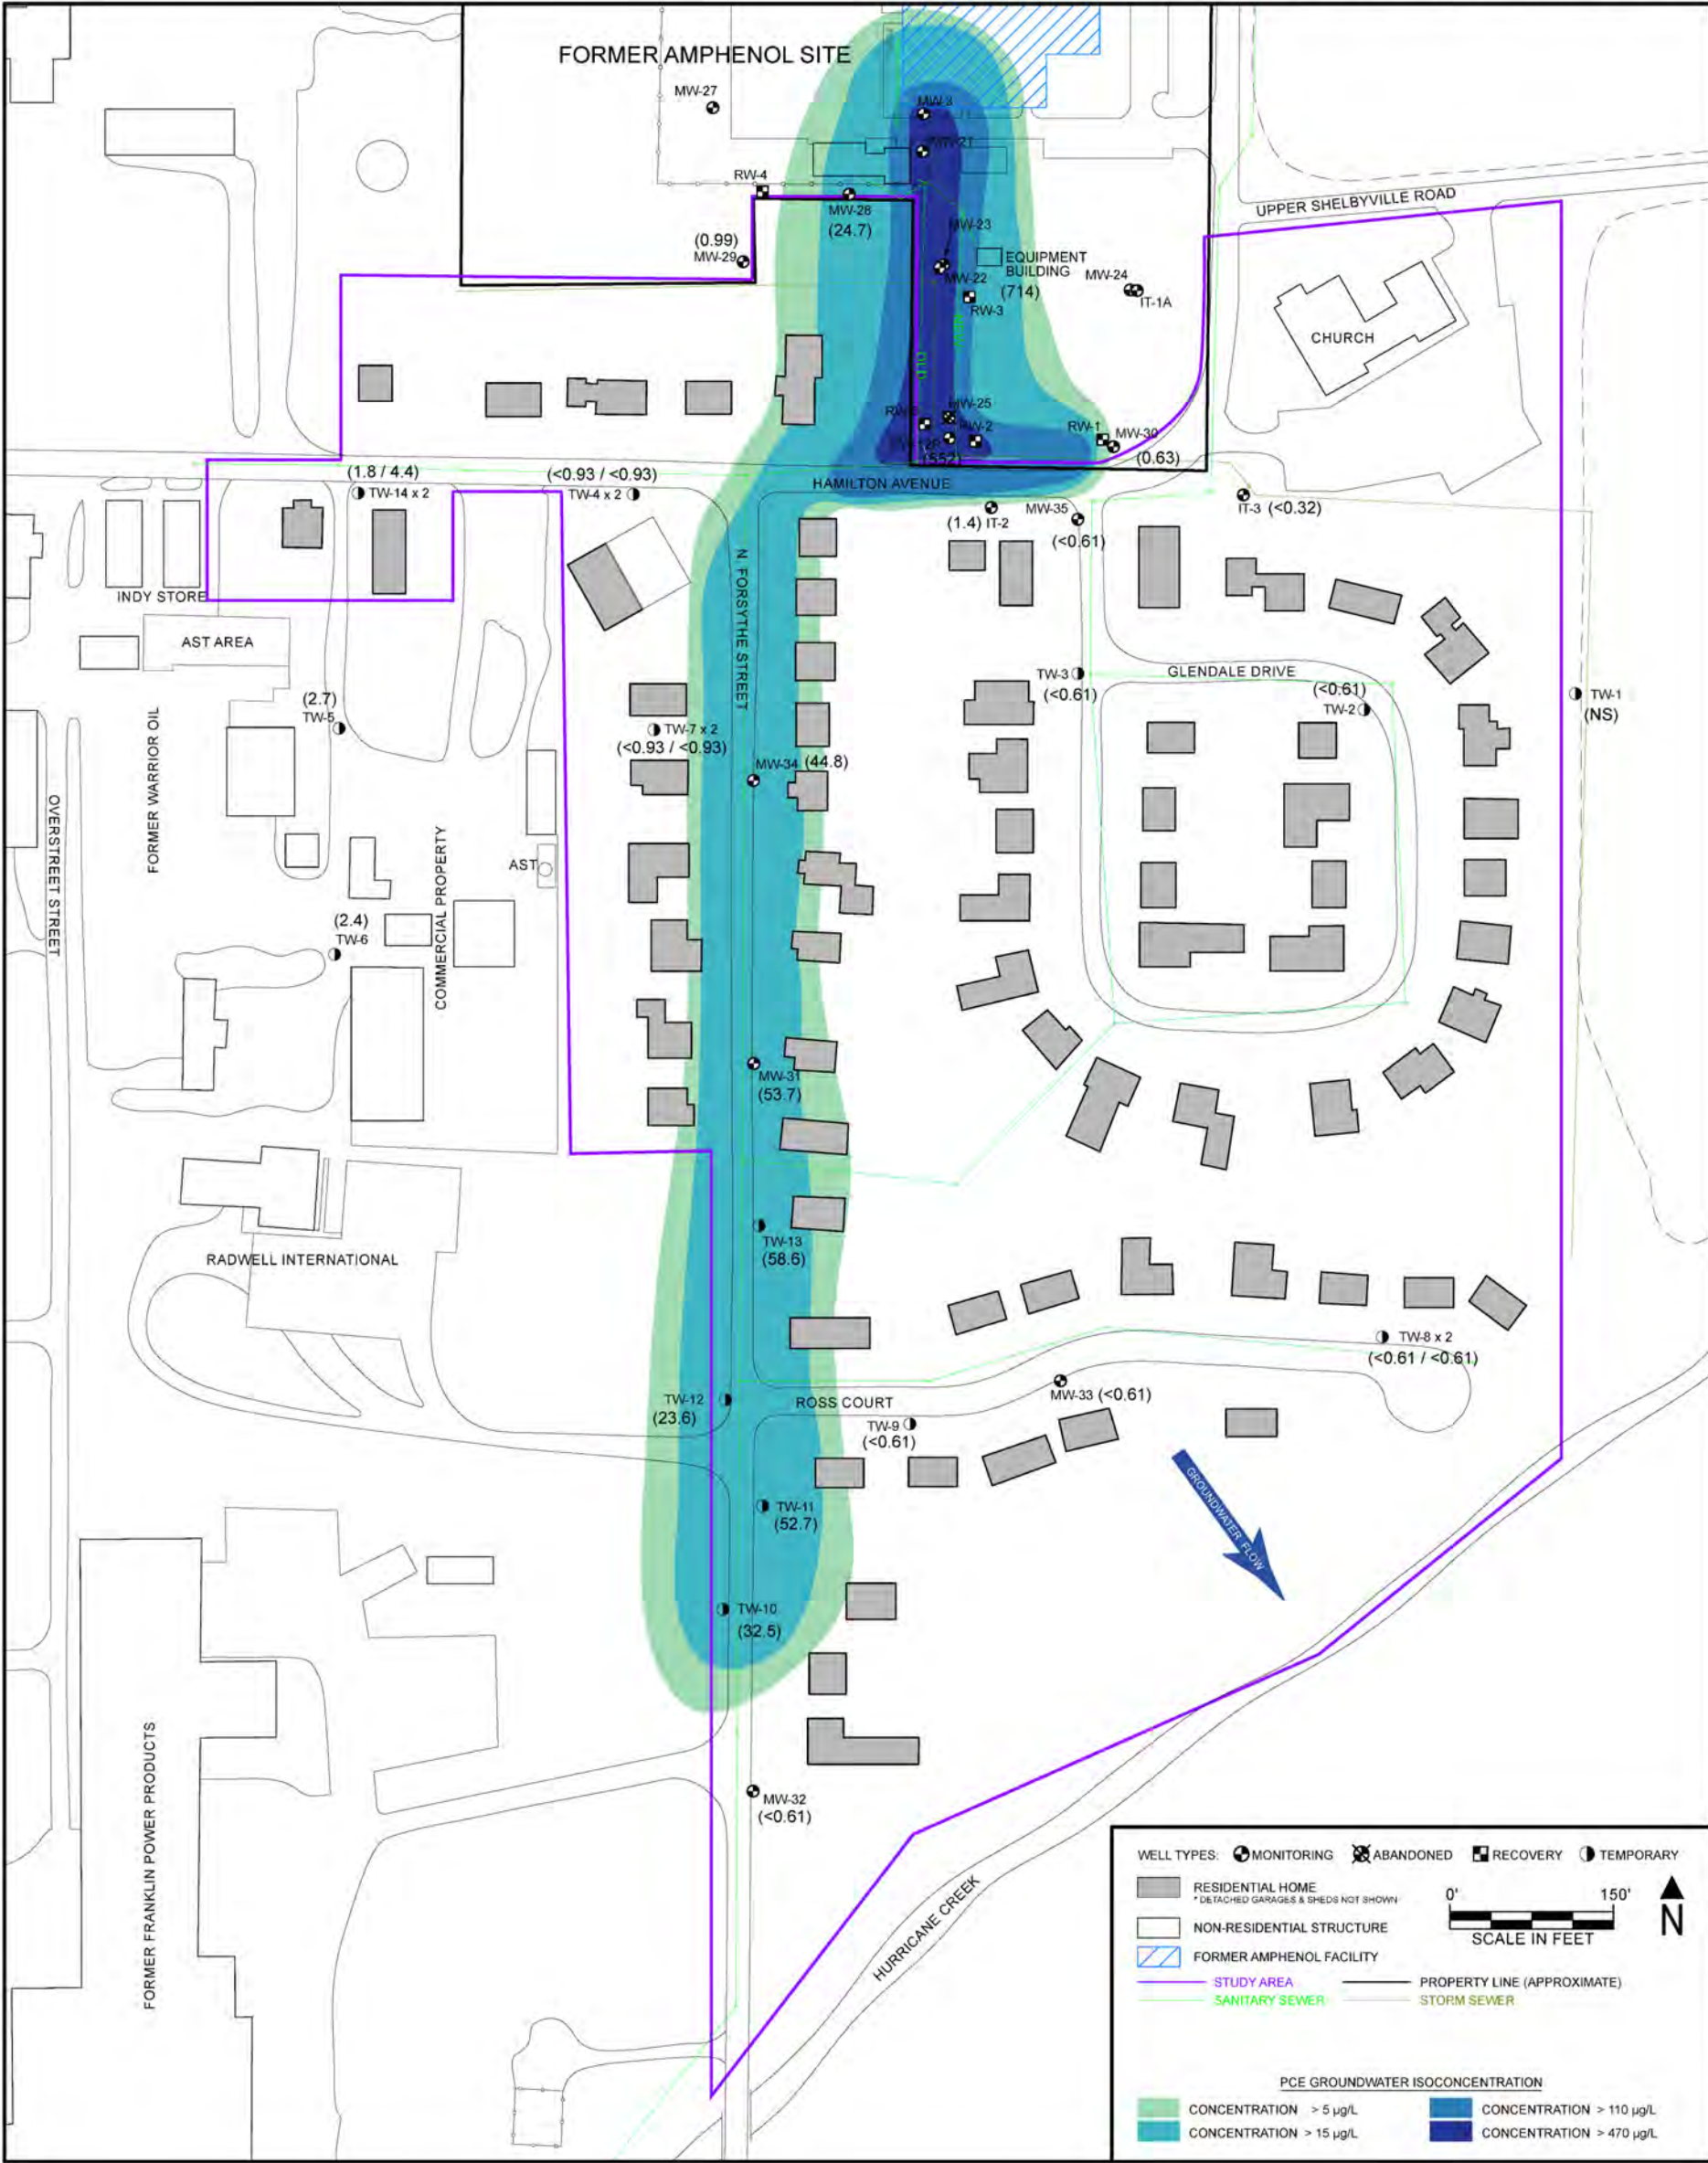 FORMER AMPHENOL SITE
MW-27
MW-3
MW-21
RW-4
MW-28
(24.7)
UPPER SHELBYVILLE ROAD
MW-23
(0.99)
MW-29
EQUIPMENT
BUILDING
MW-22
(714)
RW-3
MW-24
IT-1A
CHURCH
NEW
OLD
MW-25
RW-2
(552)
RW-1
MW-30
(0.63)
(1.8 / 4.4)
TW-14 x 2
(<0.93 / <0.93)
TW-4 x 2
HAMILTON AVENUE
(1.4) IT-2
MW-35
(<0.61)
IT-3 (<0.32)
N. FORSYTHE STREET
INDY STORE
AST AREA
TW-3
(<0.61)
GLENDALE DRIVE
(<0.61)
TW-2
TW-1
(NS)
(2.7)
TW-5
TW-7 x 2
(<0.93 / <0.93)
MW-34 (44.8)
OVERSTREET STREET
FORMER WARRIOR OIL
COMMERCIAL PROPERTY
AST
(2.4)
TW-6
MW-31
(53.7)
TW-13
(58.6)
RADWELL INTERNATIONAL
TW-8 x 2
(<0.61 / <0.61)
TW-12
(23.6)
ROSS COURT
MW-33 (<0.61)
TW-9
(<0.61)
GROUNDWATER FLOW
TW-11
(52.7)
TW-10
(32.5)
FORMER FRANKLIN POWER PRODUCTS
MW-32
(<0.61)
HURRICANE CREEK
WELL TYPES: MONITORING ABANDONED RECOVERY TEMPORARY
RESIDENTIAL HOME
* DETACHED GARAGES & SHEDS NOT SHOWN
0' 150'
SCALE IN FEET
N
NON-RESIDENTIAL STRUCTURE
FORMER AMPHENOL FACILITY
STUDY AREA PROPERTY LINE (APPROXIMATE)
SANITARY SEWER STORM SEWER
PCE GROUNDWATER ISOCONCENTRATION
CONCENTRATION > 5 µg/L CONCENTRATION > 110 µg/L
CONCENTRATION > 15 µg/L CONCENTRATION > 470 µg/L